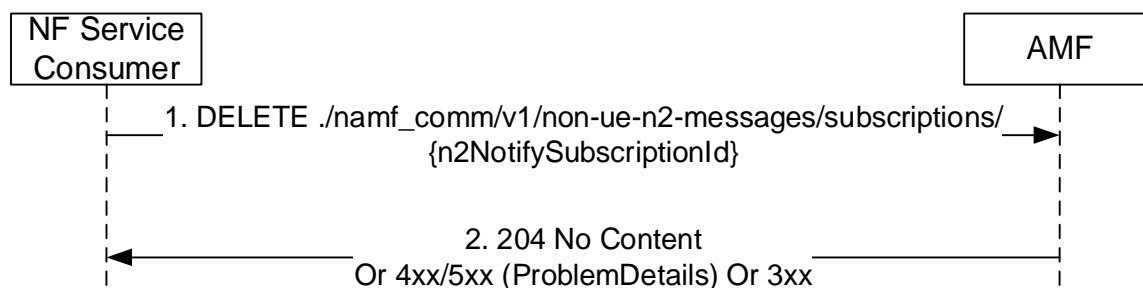 NF Service
Consumer
AMF
1. DELETE ./namf_comm/v1/non-ue-n2-messages/subscriptions/
{n2NotifySubscriptionId}
2. 204 No Content
Or 4xx/5xx (ProblemDetails) Or 3xx